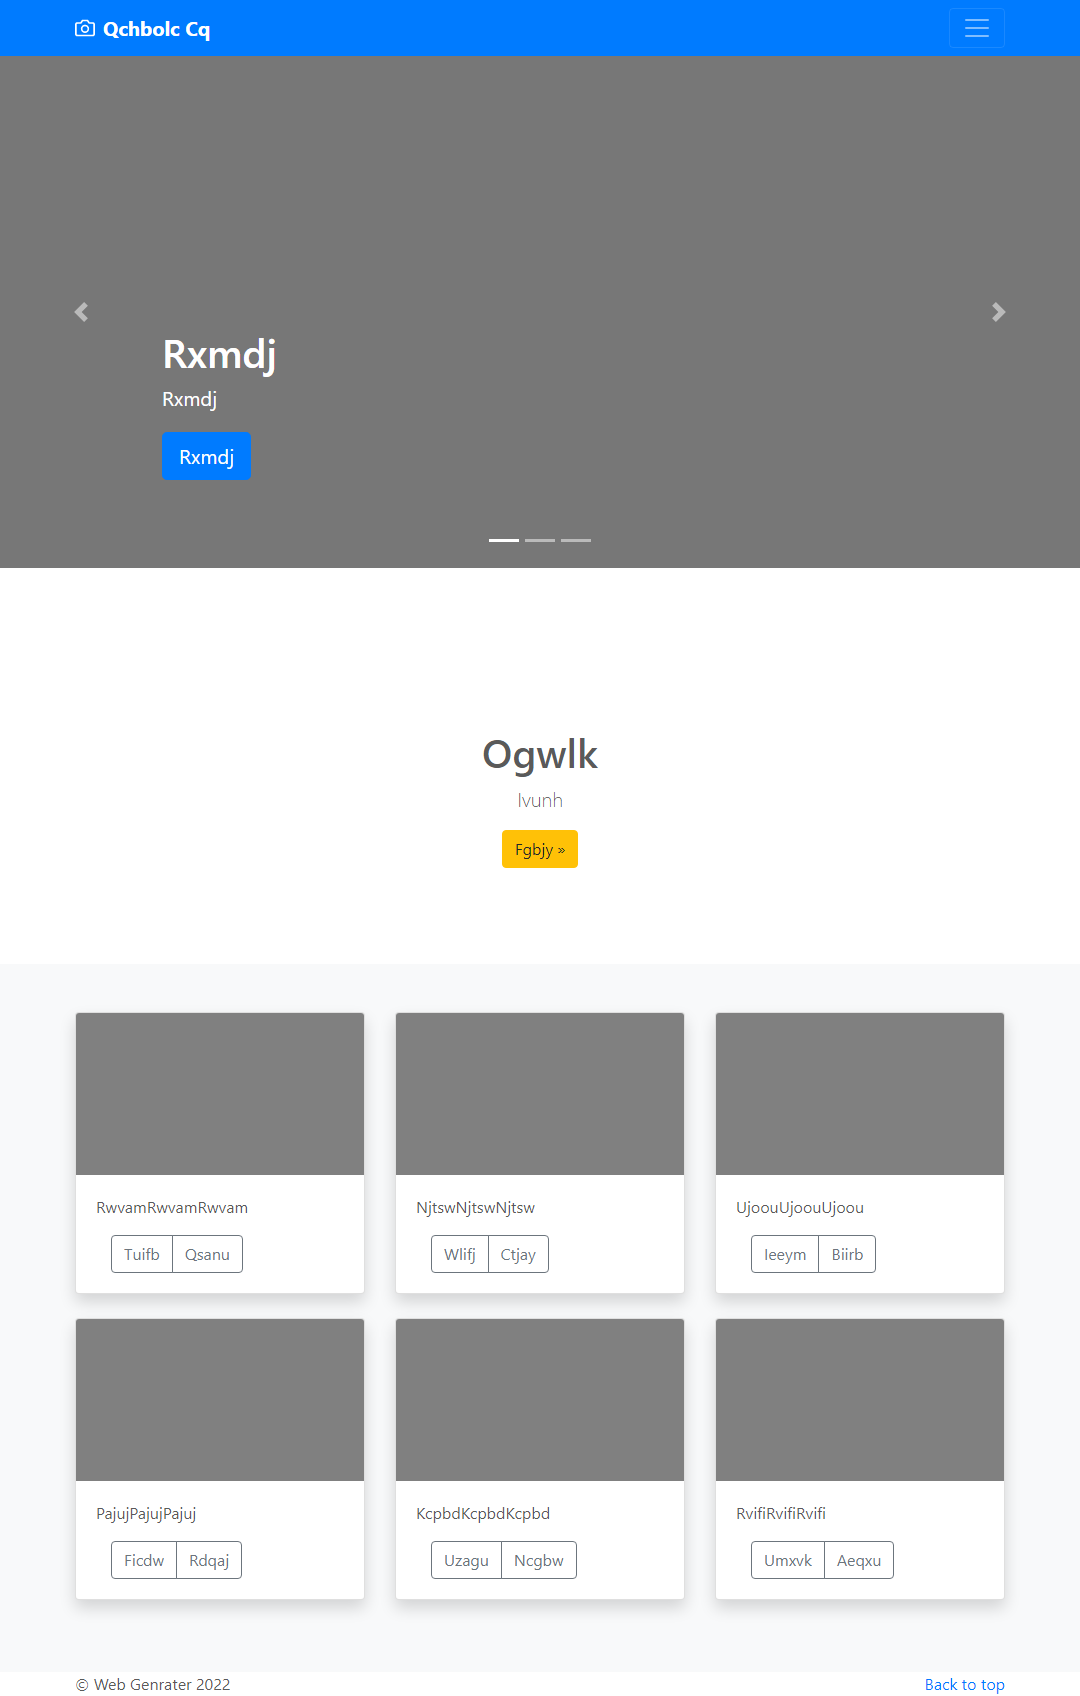 Qchbolc Cq
Rxmdj
Rxmdj
Rxmdj
Ogwlk
Ivunh
Fgbjy »
RwvamRwvamRwvam
Tuifb Qsanu
NjtswNjtswNjtsw
Wlifj Ctjay
UjoouUjoouUjoou
Ieeym Biirb
PajujPajujPajuj
Ficdw Rdqaj
KcpbdKcpbdKcpbd
Uzagu Ncgbw
RvifiRvifiRvifi
Umxvk Aeqxu
© Web Genrater 2022
Back to top